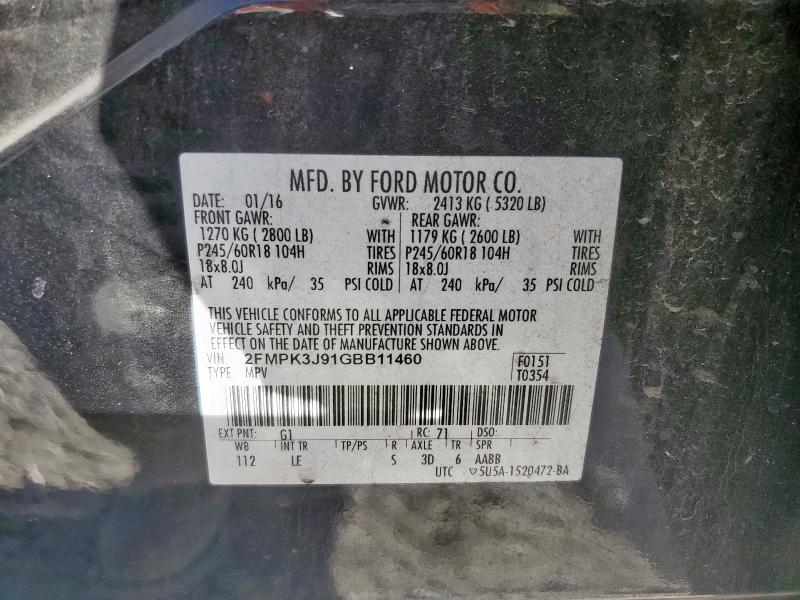 MFD. BY FORD MOTOR CO.
DATE: 01/16 GVWR: 2413 KG ( 5320 LB)
FRONT GAWR: REAR GAWR:
1270 KG ( 2800 LB) WITH 1179 KG ( 2600 LB) WITH
P245/60R18 104H TIRES P245/60R18 104H TIRES
18x8.0J RIMS 18x8.0J RIMS
AT 240 kPa/ 35 PSI COLD AT 240 kPa/ 35 PSI COLD
THIS VEHICLE CONFORMS TO ALL APPLICABLE FEDERAL MOTOR
VEHICLE SAFETY AND THEFT PREVENTION STANDARDS IN
EFFECT ON THE DATE OF MANUFACTURE SHOWN ABOVE.
VIN: 2FMPK3J91GBB11460 F0151
TYPE: MPV T0354
EXT PNT: G1 RC: 71 DSO:
WB INT TR TP/PS R AXLE TR SPR
112 LE S 3D 6 AABB
UTC ▽5U5A-1520472-BA